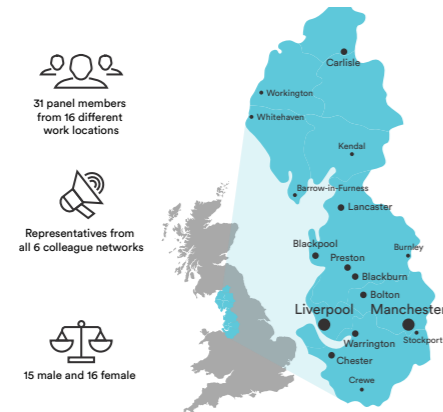 31 panel members
from 16 different
work locations
Representatives from
all 6 colleague networks
15 male and 16 female
Carlisle
Workington
Whitehaven
Kendal
Barrow-in-Furness
Lancaster
Blackpool
Burnley
Preston
Blackburn
Bolton
Liverpool
Manchester
Warrington
Stockport
Chester
Crewe